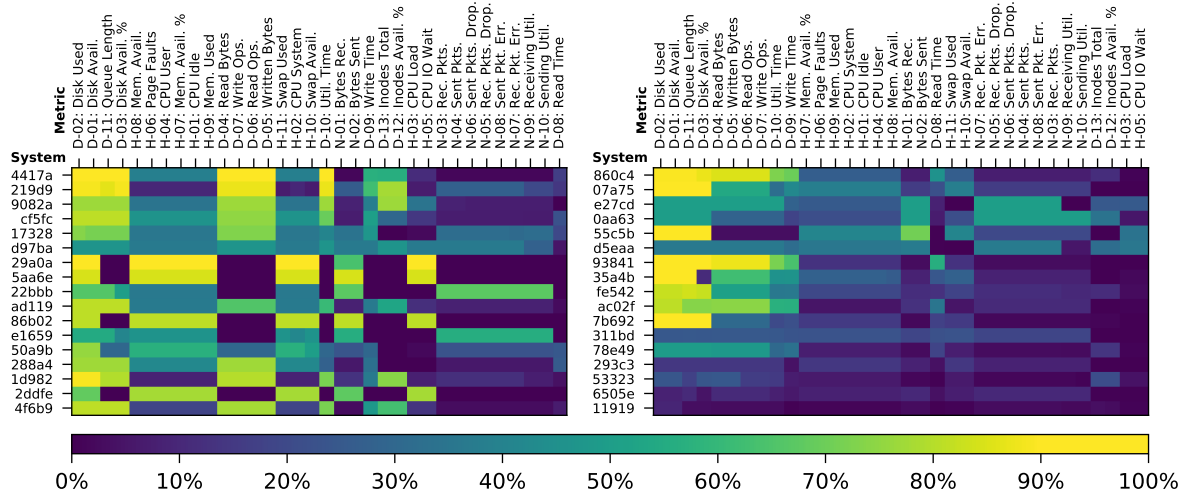 Metric
D-02: Disk Used
D-01: Disk Avail.
D-11: Queue Length
D-03: Disk Avail. %
H-08: Mem. Avail.
H-06: Page Faults
H-04: CPU User
H-07: Mem. Avail. %
H-01: CPU Idle
H-09: Mem. Used
D-04: Read Bytes
D-07: Write Ops.
D-06: Read Ops.
D-05: Written Bytes
H-11: Swap Used
H-02: CPU System
H-10: Swap Avail.
D-10: Util. Time
N-01: Bytes Rec.
N-02: Bytes Sent
D-09: Write Time
D-13: Inodes Total
D-12: Inodes Avail. %
H-03: CPU Load
H-05: CPU IO Wait
N-03: Rec. Pkts.
N-04: Sent Pkts.
N-06: Sent Pkts. Drop.
N-05: Rec. Pkts. Drop.
N-08: Sent Pkt. Err.
N-07: Rec. Pkt. Err.
N-09: Receiving Util.
N-10: Sending Util.
D-08: Read Time
System
4417a
219d9
9082a
cf5fc
17328
d97ba
29a0a
5aa6e
22bbb
ad119
86b02
e1659
50a9b
288a4
1d982
2ddfe
4f6b9
Metric
D-02: Disk Used
D-01: Disk Avail.
D-11: Queue Length
D-03: Disk Avail. %
D-04: Read Bytes
D-05: Written Bytes
D-06: Read Ops.
D-07: Write Ops.
D-10: Util. Time
D-09: Write Time
H-07: Mem. Avail. %
H-06: Page Faults
H-09: Mem. Used
H-02: CPU System
H-01: CPU Idle
H-04: CPU User
H-08: Mem. Avail.
N-01: Bytes Rec.
N-02: Bytes Sent
D-08: Read Time
H-11: Swap Used
H-10: Swap Avail.
N-07: Rec. Pkt. Err.
N-05: Rec. Pkts. Drop.
N-06: Sent Pkts. Drop.
N-04: Sent Pkts.
N-08: Sent Pkt. Err.
N-03: Rec. Pkts.
N-09: Receiving Util.
N-10: Sending Util.
D-13: Inodes Total
D-12: Inodes Avail. %
H-03: CPU Load
H-05: CPU IO Wait
System
860c4
07a75
e27cd
0aa63
55c5b
d5eaa
93841
35a4b
fe542
ac02f
7b692
311bd
78e49
293c3
53323
6505e
11919
0% 10% 20% 30% 40% 50% 60% 70% 80% 90% 100%